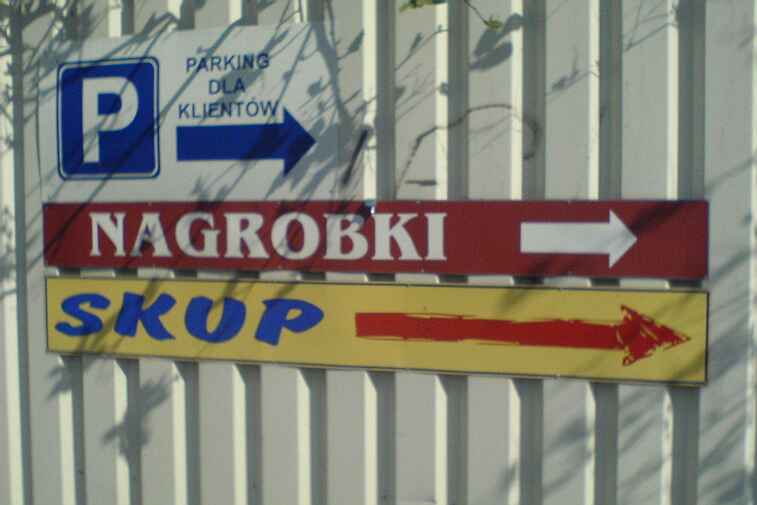 P
PARKING
DLA
KLIENTÓW
NAGROBKI
SKUP